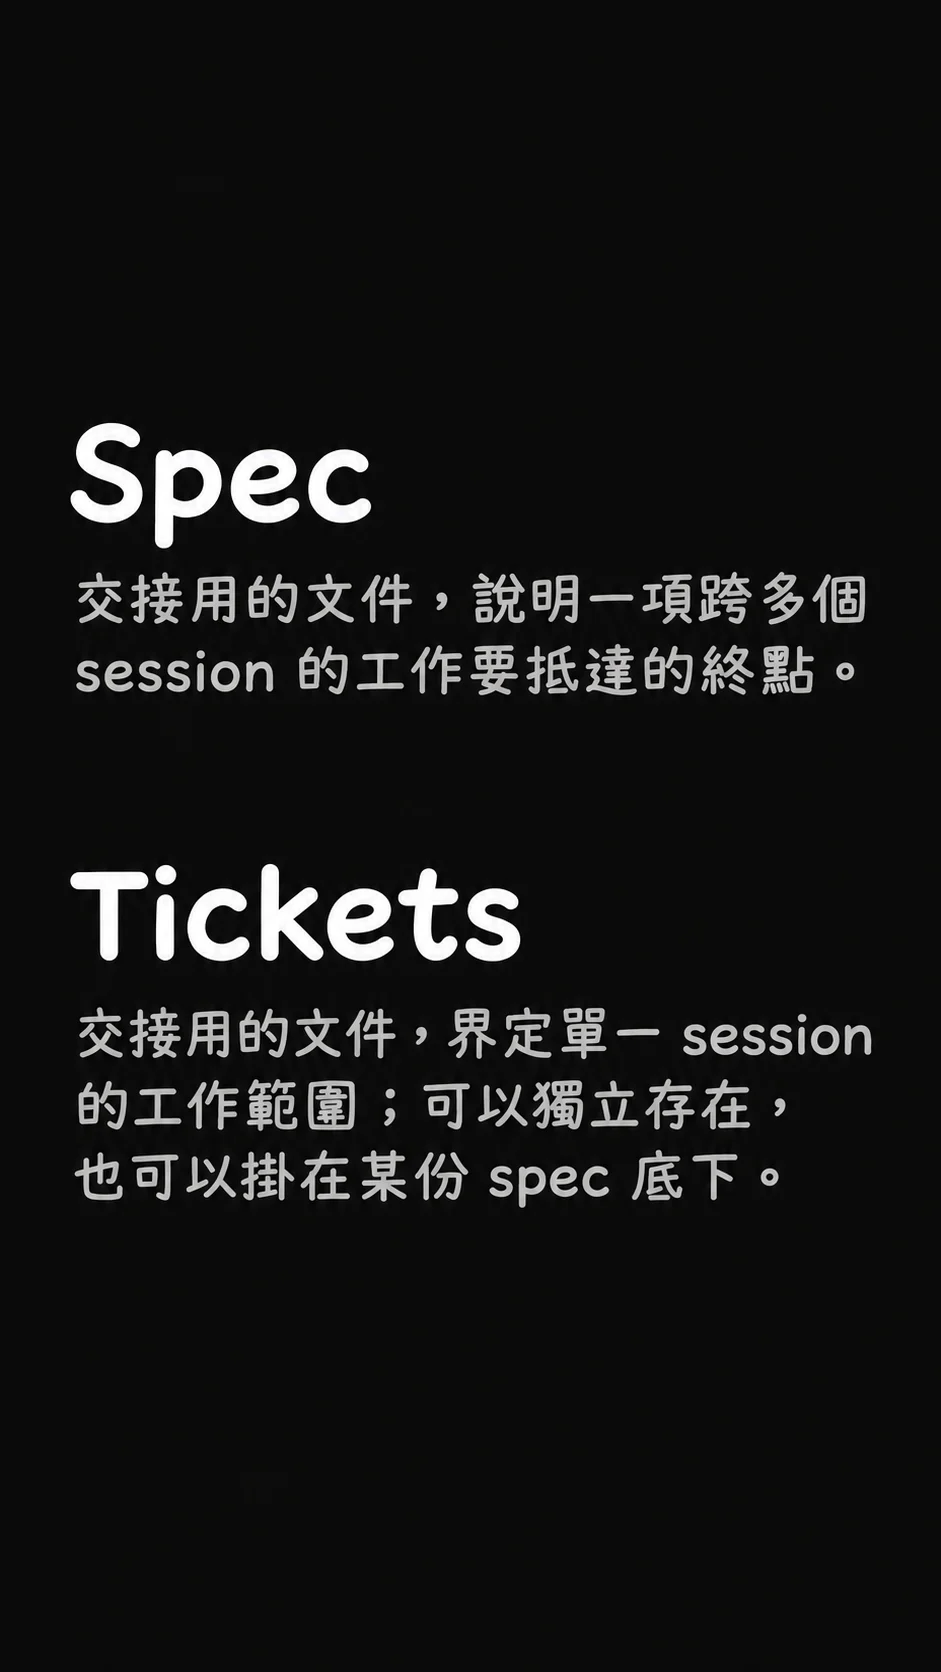 Spec
交接用的文件，說明一項跨多個
session 的工作要抵達的終點。
Tickets
交接用的文件，界定單一 session
的工作範圍；可以獨立存在，
也可以掛在某份 spec 底下。